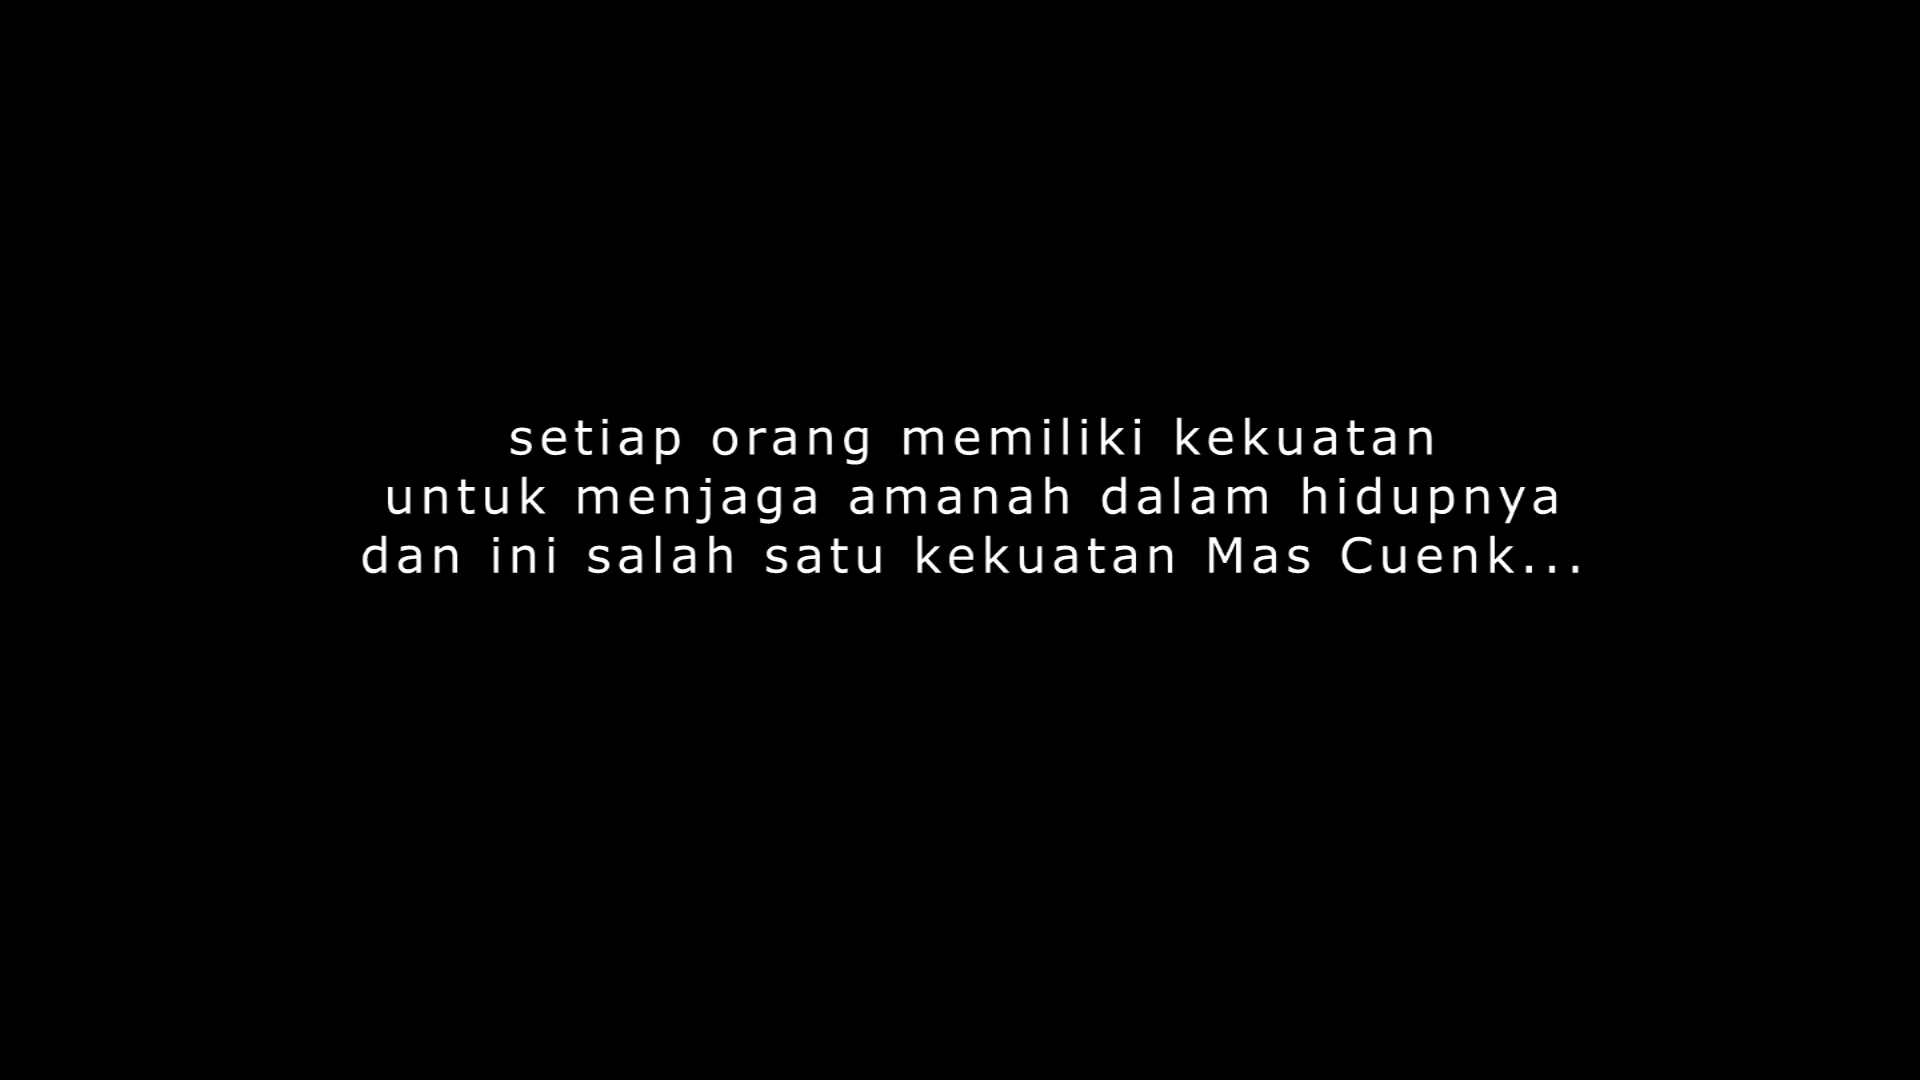 setiap orang memiliki kekuatan
untuk menjaga amanah dalam hidupnya
dan ini salah satu kekuatan Mas Cuenk...